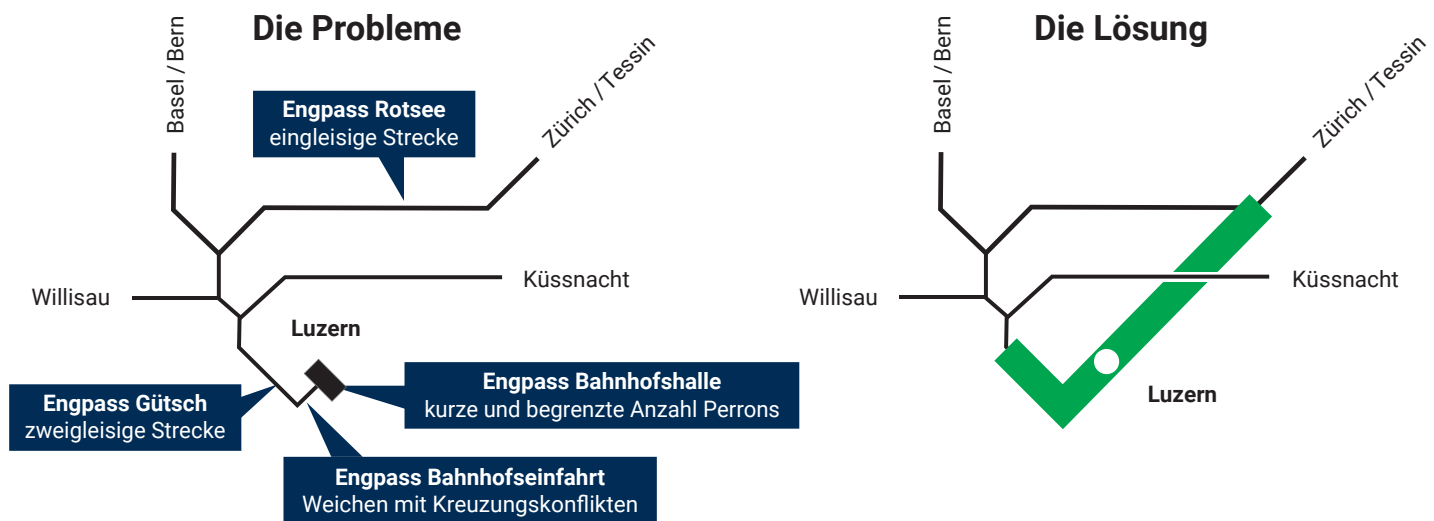 Die Probleme
Basel / Bern
Engpass Rotsee
eingleisige Strecke
Zürich / Tessin
Willisau
Küssnacht
Luzern
Engpass Gütsch
zweigleisige Strecke
Engpass Bahnhofshalle
kurze und begrenzte Anzahl Perrons
Engpass Bahnhofseinfahrt
Weichen mit Kreuzungskonflikten
Die Lösung
Basel / Bern
Zürich / Tessin
Willisau
Küssnacht
Luzern